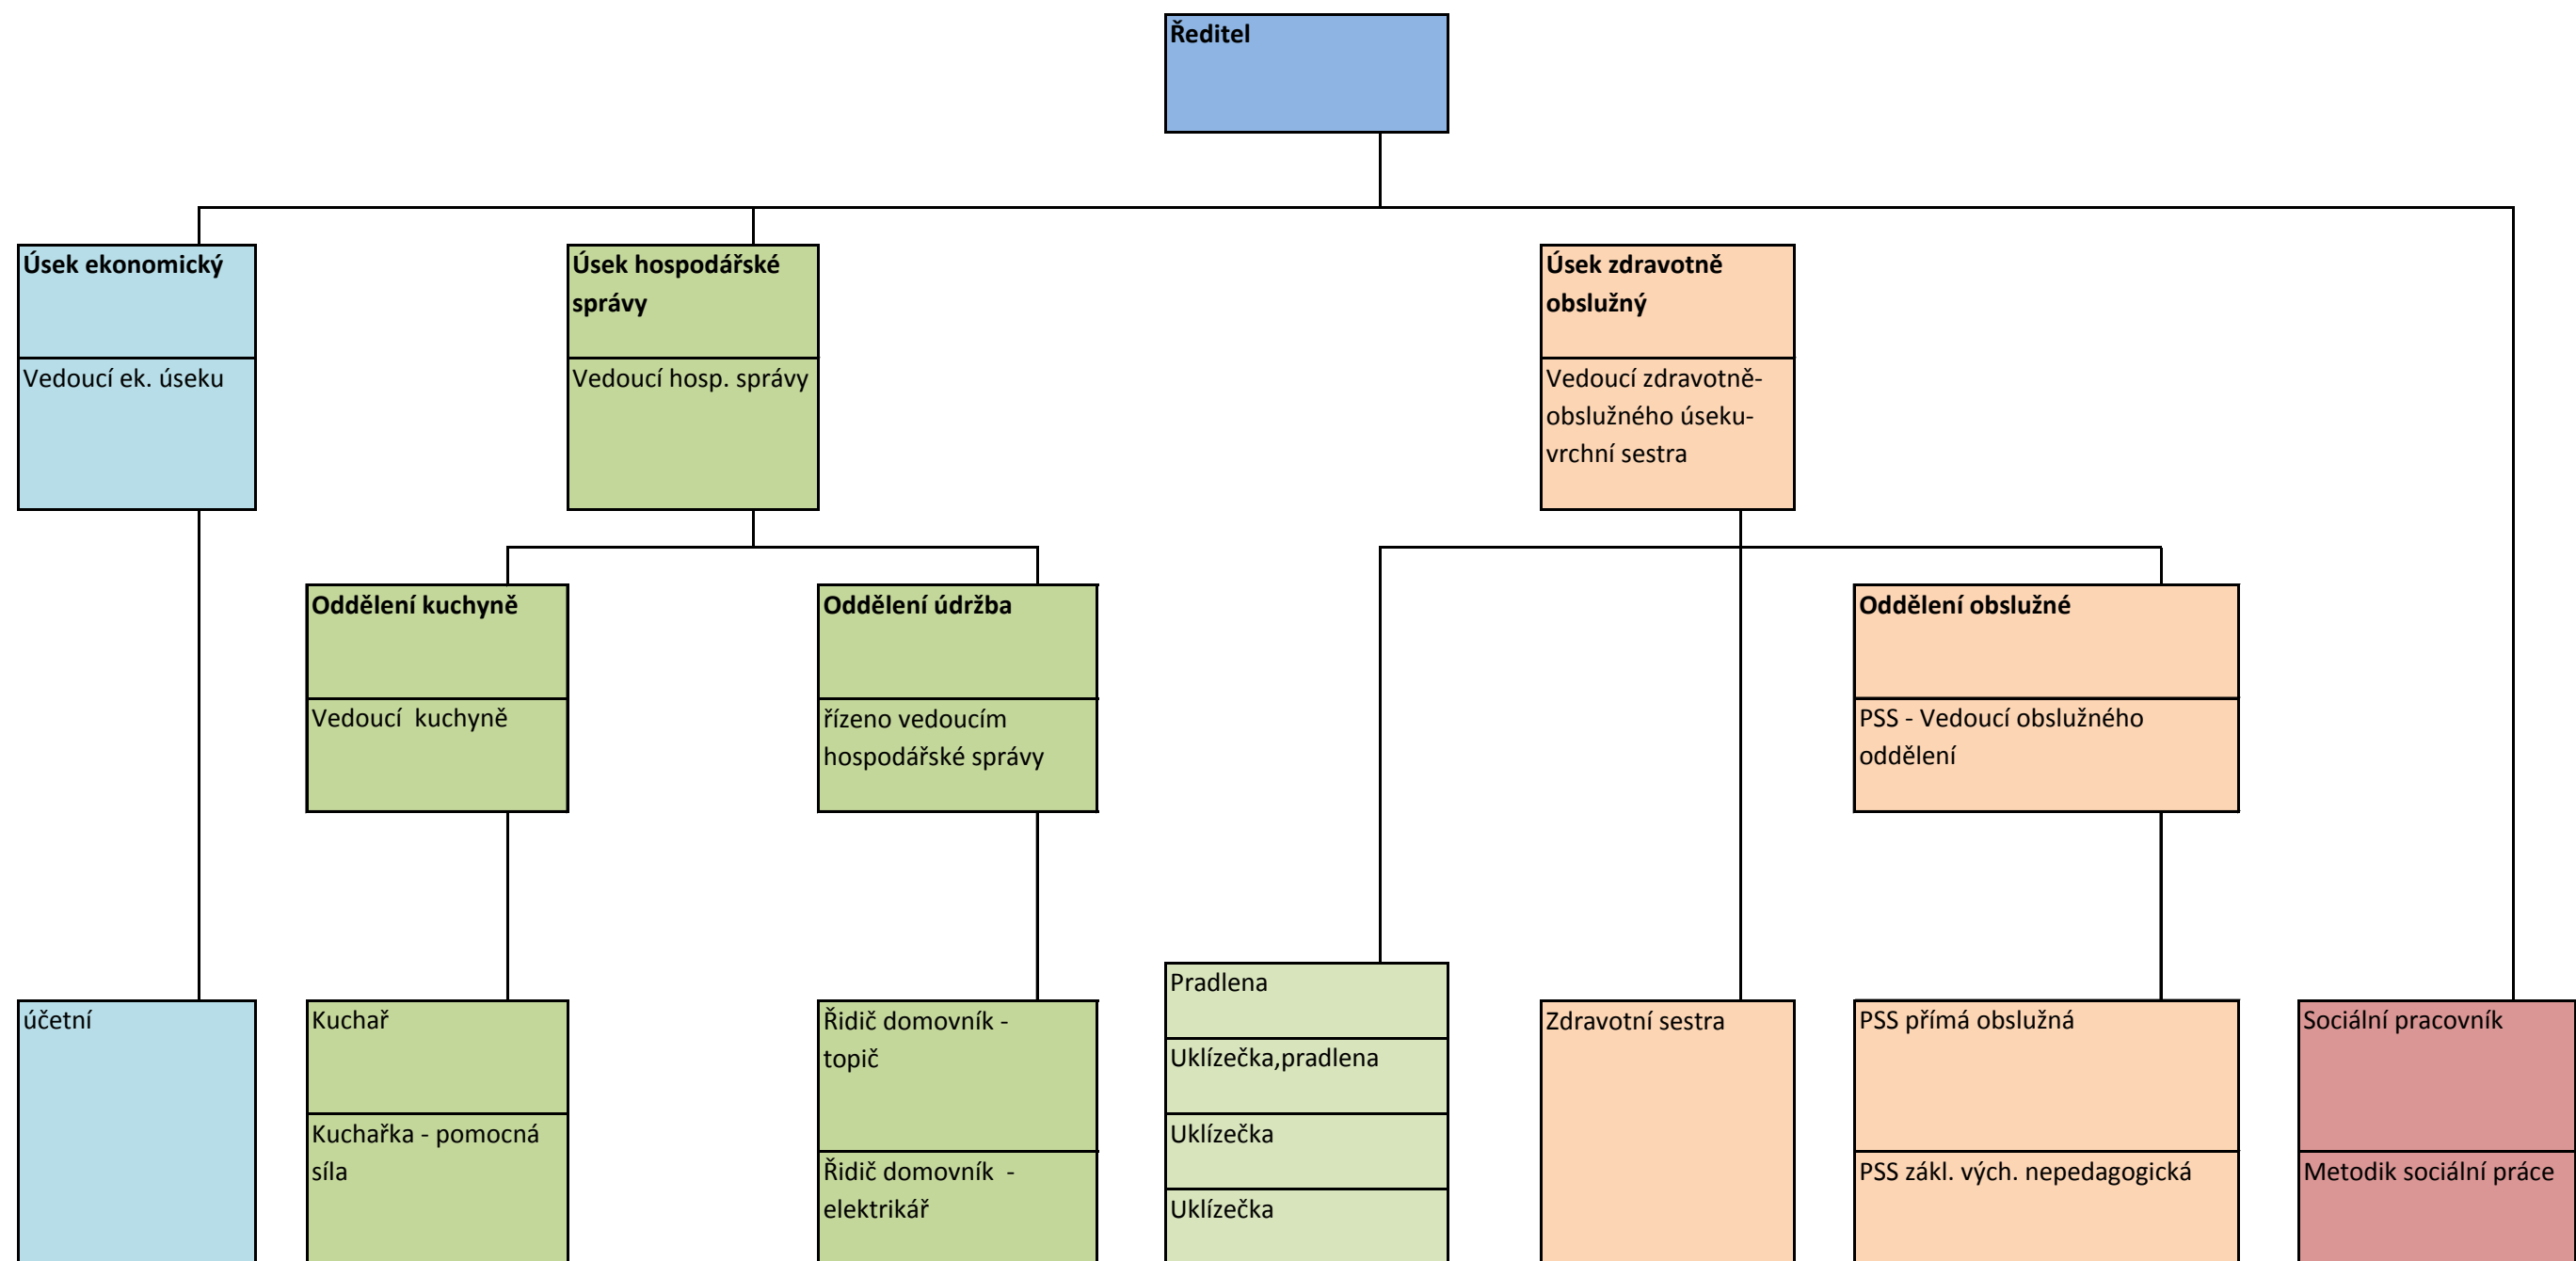 Ředitel
Úsek ekonomický
Vedoucí ek. úseku
Úsek hospodářské
správy
Vedoucí hosp. správy
Úsek zdravotně
obslužný
Vedoucí zdravotně-
obslužného úseku-
vrchní sestra
Oddělení kuchyně
Vedoucí  kuchyně
Oddělení údržba
řízeno vedoucím
hospodářské správy
Oddělení obslužné
PSS - Vedoucí obslužného
oddělení
účetní
Kuchař
Kuchařka - pomocná
síla
Řidič domovník -
topič
Řidič domovník  -
elektrikář
Pradlena
Uklízečka,pradlena
Uklízečka
Uklízečka
Zdravotní sestra
PSS přímá obslužná
PSS zákl. vých. nepedagogická
Sociální pracovník
Metodik sociální práce